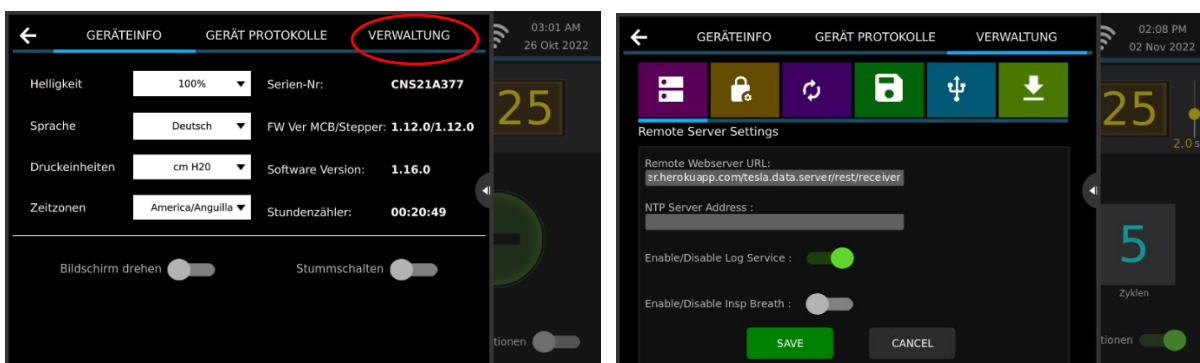 GERÄTEINFO GERÄT PROTOKOLLE VERWALTUNG
03:01 AM
26 Okt 2022
Helligkeit 100% Serien-Nr: CNS21A377
25
Sprache Deutsch FW Ver MCB/Stepper: 1.12.0/1.12.0
Druckeinheiten cm H20 Software Version: 1.16.0
Zeitzonen America/Anguilla Stundenzähler: 00:20:49
Bildschirm drehen Stummschalten
tionen
GERÄTEINFO GERÄT PROTOKOLLE VERWALTUNG
02:08 PM
02 Nov 2022
25
2.0 s
Remote Server Settings
Remote Webserver URL:
er.herokuapp.com/tesla.data.server/rest/receiver
NTP Server Address :
Enable/Disable Log Service :
5
Zyklen
Enable/Disable Insp Breath :
SAVE CANCEL
tionen